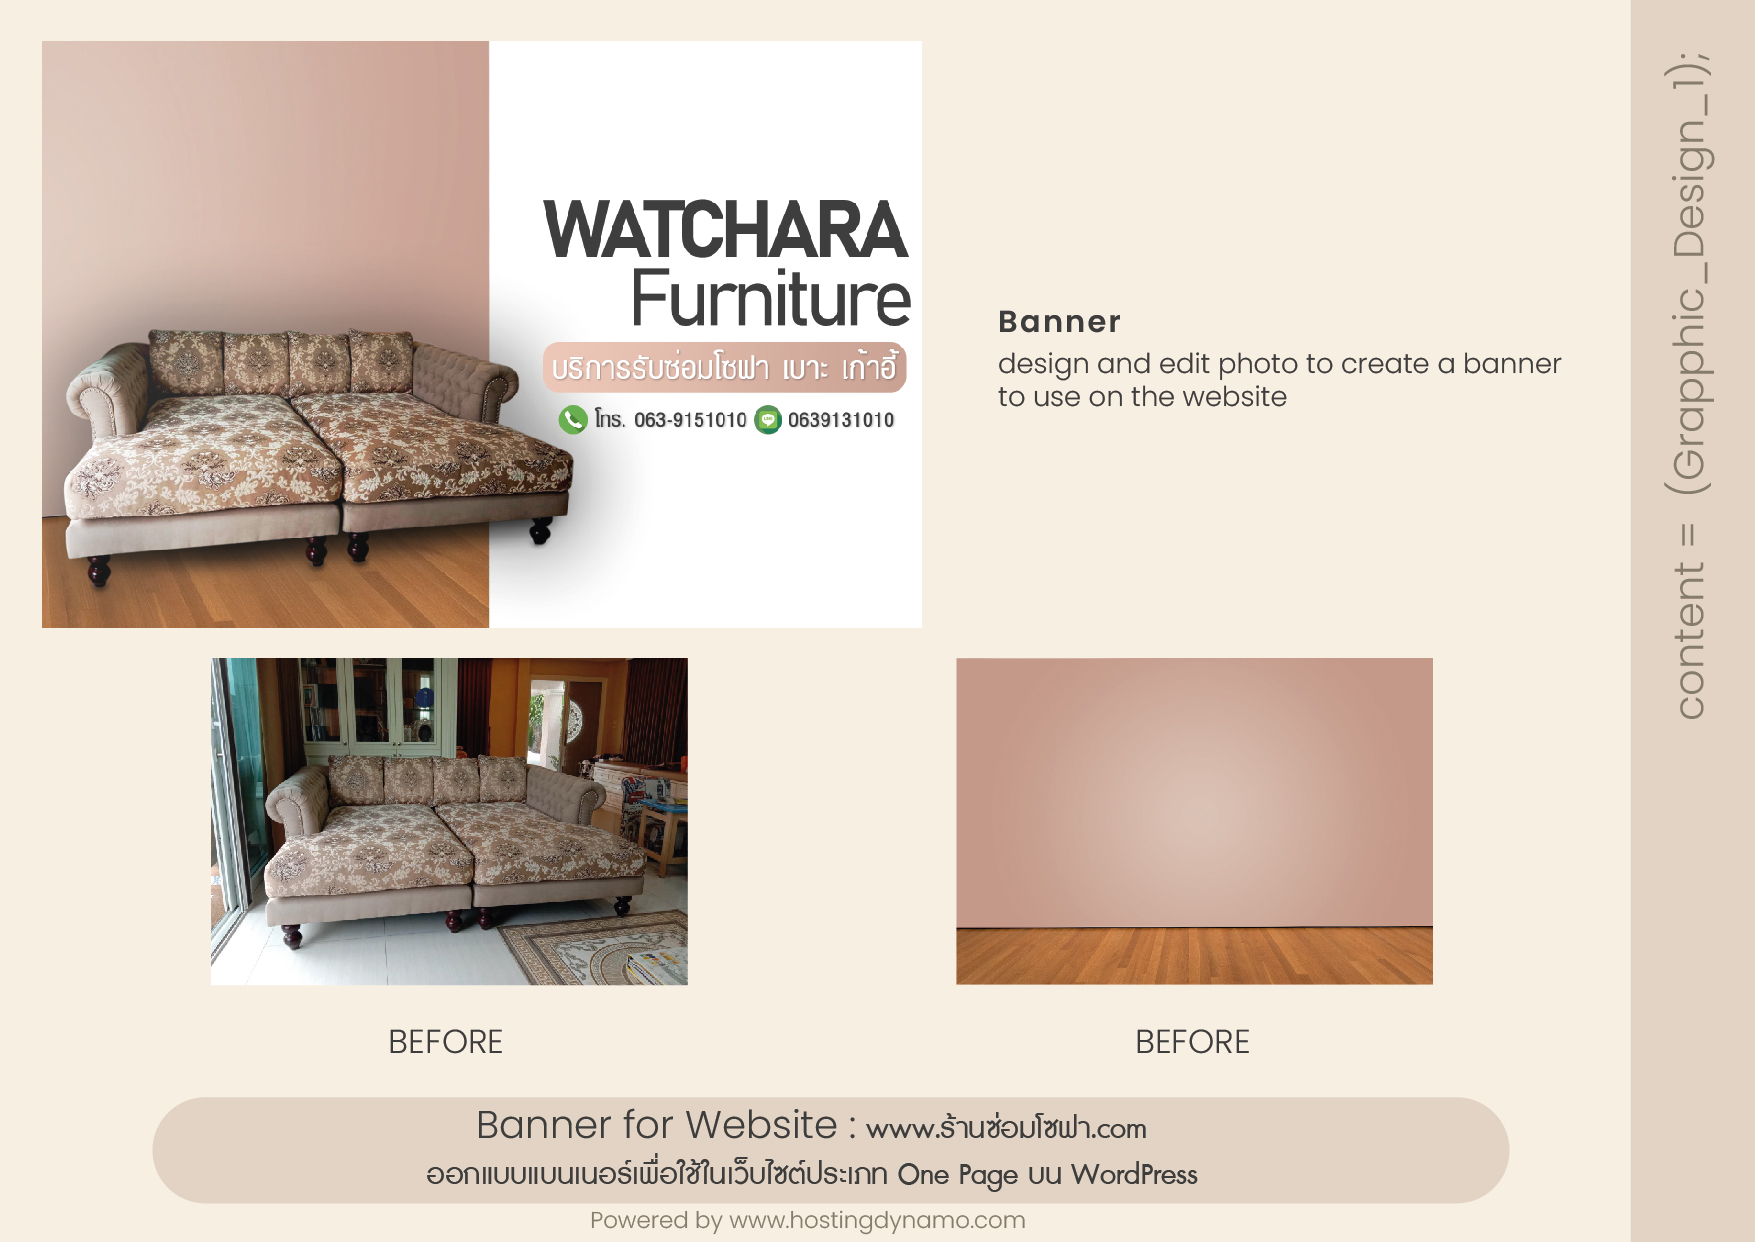 WATCHARA
Furniture
บริการรับซ่อมโซฟา เบาะ เก้าอี้
โทร. 063-9151010 0639131010
Banner
design and edit photo to create a banner
to use on the website
BEFORE
BEFORE
Banner for Website : www.ร้านซ่อมโซฟา.com
ออกแบบแบนเนอร์เพื่อใช้ในเว็บไซต์ประเภท One Page บน WordPress
Powered by www.hostingdynamo.com
content = (Grapphic_Design_1);